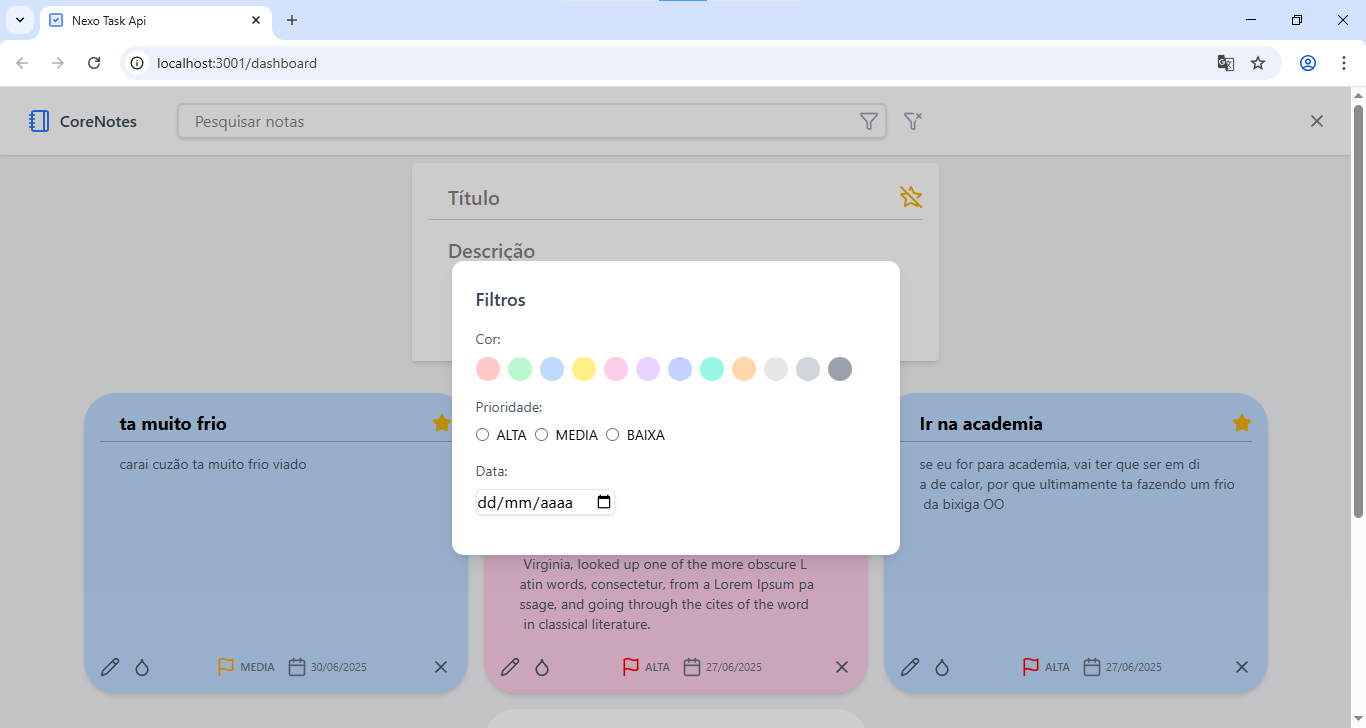 Nexo Task Api
localhost:3001/dashboard
CoreNotes
Pesquisar notas
Título
Descrição
Filtros
Cor:
Prioridade:
ALTA MEDIA BAIXA
Data:
dd/mm/aaaa
ta muito frio
carai cuzão ta muito frio viado
MEDIA 30/06/2025
Virginia, looked up one of the more obscure L
atin words, consectetur, from a Lorem Ipsum pa
ssage, and going through the cites of the word
in classical literature.
ALTA 27/06/2025
Ir na academia
se eu for para academia, vai ter que ser em di
a de calor, por que ultimamente ta fazendo um frio
da bixiga OO
ALTA 27/06/2025